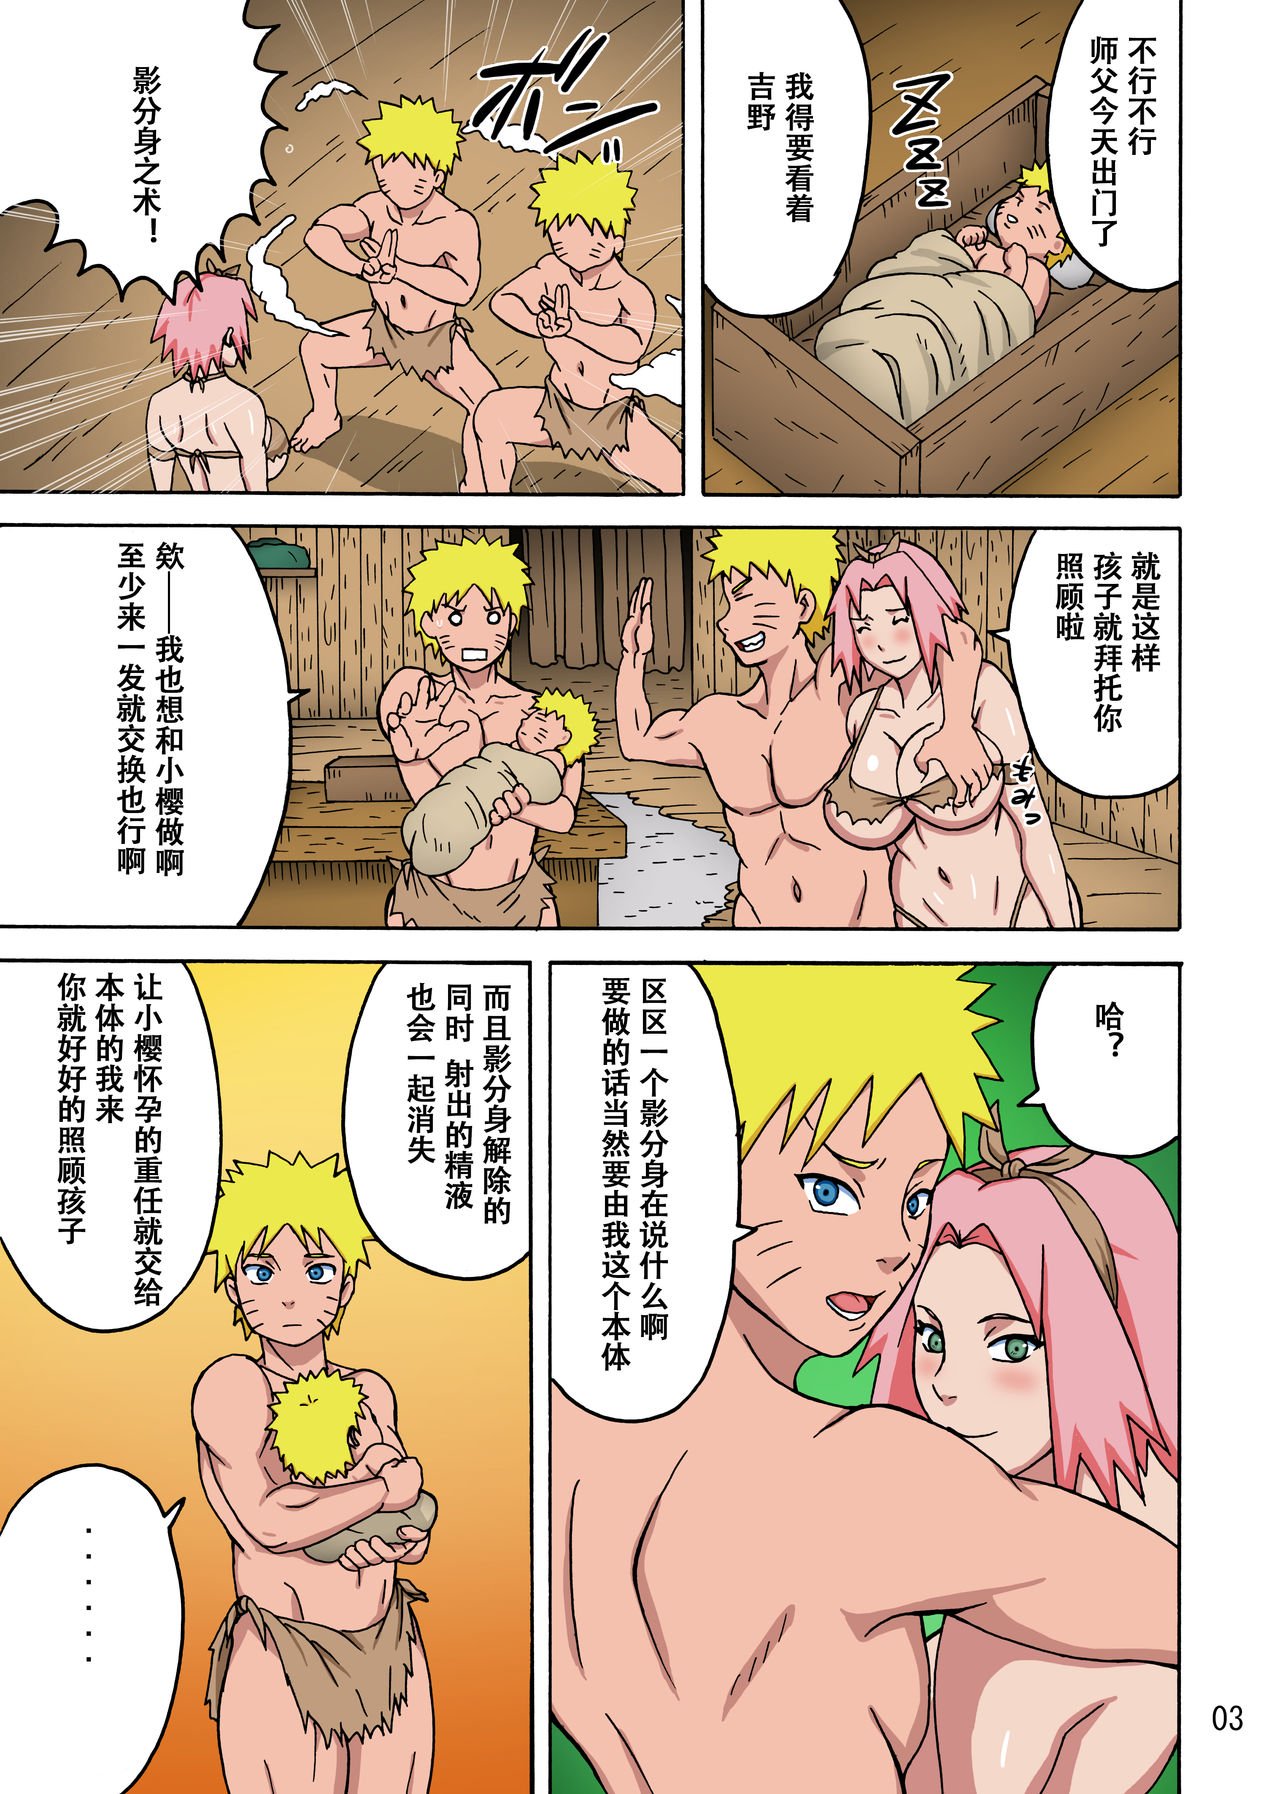 不行不行
师父今天出门了
我得要看着
吉野
ZZZZ
ボンッ
影分身之术！
就是这样
孩子就拜托你
照顾啦
欸——我也想和小樱做啊
至少来一发就交换也行啊
哈？
区区一个影分身在说什么啊
要做的话当然要由我这个本体
而且影分身解除的
同时 射出的精液
也会一起消失
让小樱怀孕的重任就交给
本体的我来
你就好好的照顾孩子
······
03